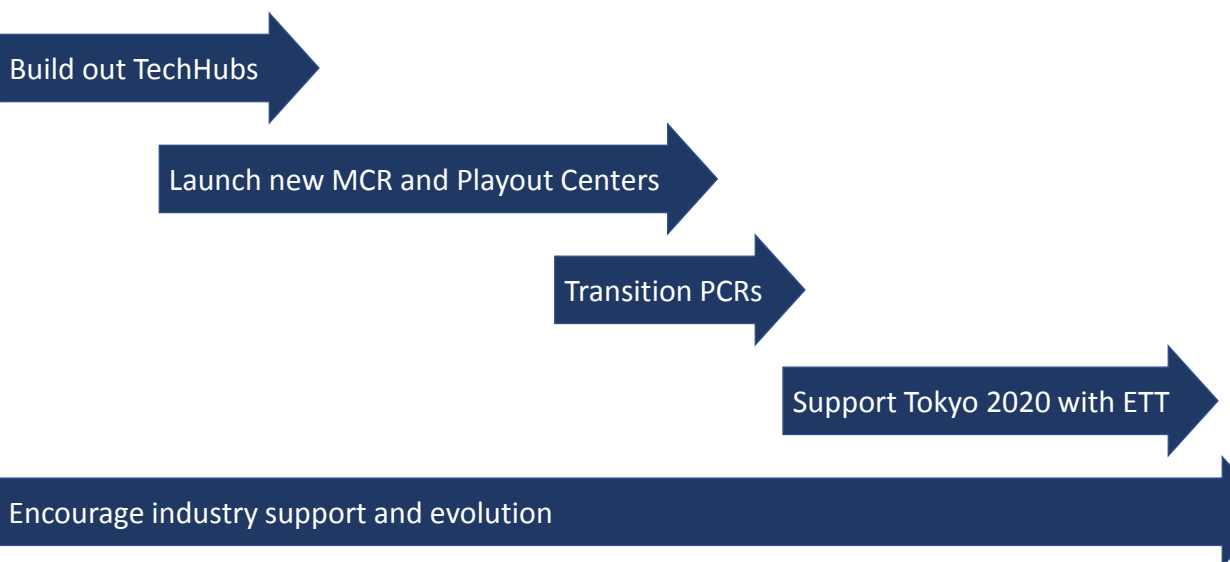 Build out TechHubs
Launch new MCR and Playout Centers
Transition PCRs
Support Tokyo 2020 with ETT
Encourage industry support and evolution